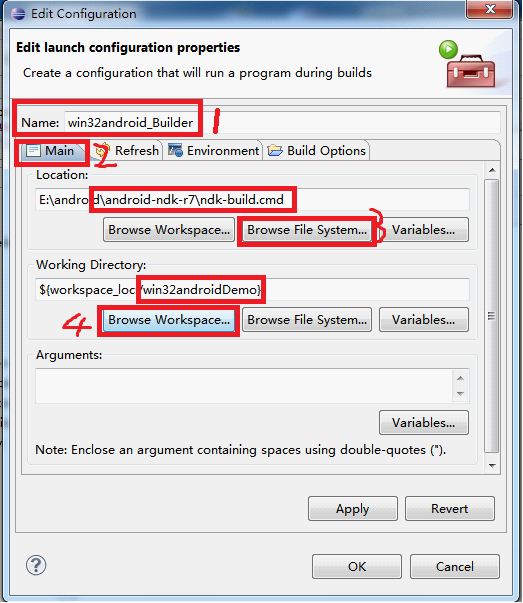 Edit Configuration
Edit launch configuration properties
Create a configuration that will run a program during builds
Name: win32android_Builder 1
Main 2 Refresh Environment Build Options
Location:
E:\android\android-ndk-r7\ndk-build.cmd
Browse Workspace... Browse File System... 3 Variables...
Working Directory:
${workspace_loc:/win32androidDemo}
4 Browse Workspace... Browse File System... Variables...
Arguments:
Variables...
Note: Enclose an argument containing spaces using double-quotes (").
Apply Revert
? OK Cancel